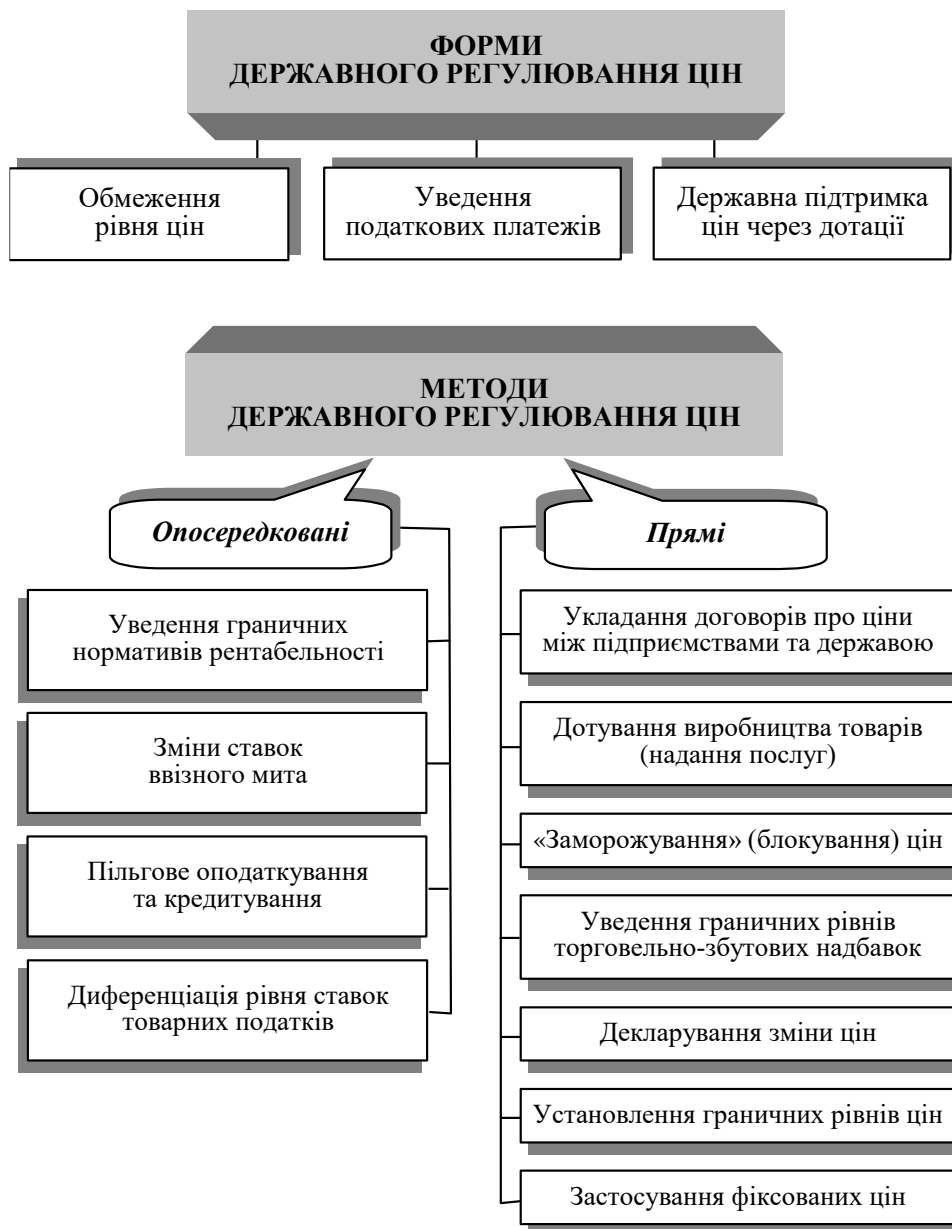 ФОРМИ
ДЕРЖАВНОГО РЕГУЛЮВАННЯ ЦІН
Обмеження
рівня цін
Уведення
податкових платежів
Державна підтримка
цін через дотації
МЕТОДИ
ДЕРЖАВНОГО РЕГУЛЮВАННЯ ЦІН
Опосередковані
Уведення граничних
нормативів рентабельності
Зміни ставок
ввізного мита
Пільгове оподаткування
та кредитування
Диференціація рівня ставок
товарних податків
Прямі
Укладання договорів про ціни
між підприємствами та державою
Дотування виробництва товарів
(надання послуг)
«Заморожування» (блокування) цін
Уведення граничних рівнів
торговельно-збутових надбавок
Декларування зміни цін
Установлення граничних рівнів цін
Застосування фіксованих цін